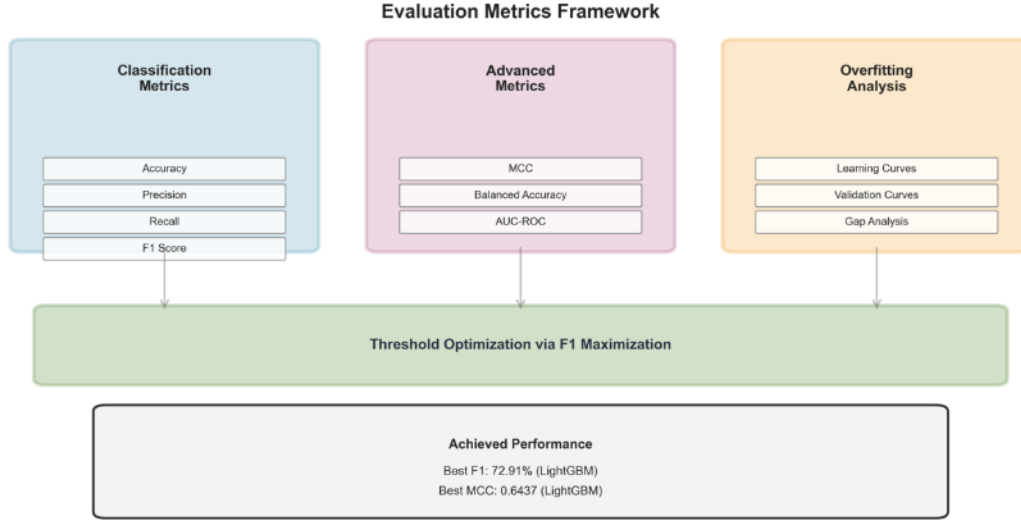 Evaluation Metrics Framework
Classification
Metrics
Accuracy
Precision
Recall
F1 Score
Advanced
Metrics
MCC
Balanced Accuracy
AUC-ROC
Overfitting
Analysis
Learning Curves
Validation Curves
Gap Analysis
Threshold Optimization via F1 Maximization
Achieved Performance
Best F1: 72.91% (LightGBM)
Best MCC: 0.6437 (LightGBM)